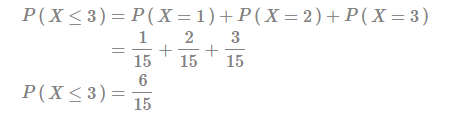 P(X ≤ 3) = P(X = 1) + P(X = 2) + P(X = 3)
= 1/15 + 2/15 + 3/15
P(X ≤ 3) = 6/15